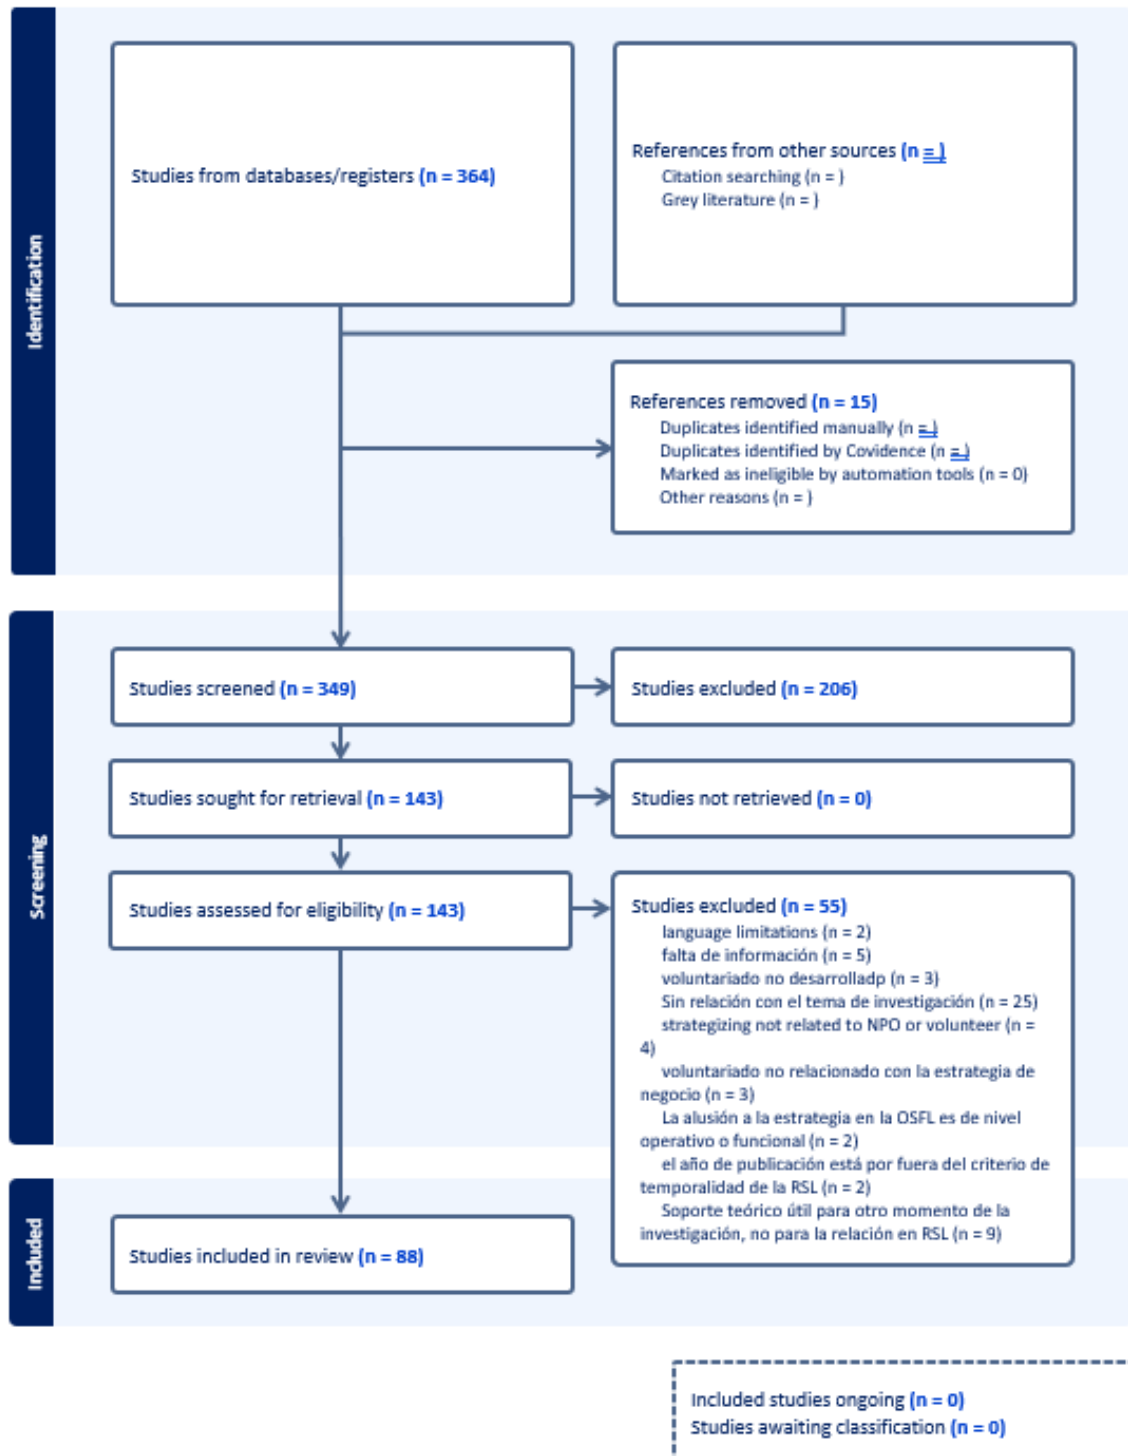 Identification
Studies from databases/registers (n = 364)
References from other sources (n = )
Citation searching (n = )
Grey literature (n = )
References removed (n = 15)
Duplicates identified manually (n = )
Duplicates identified by Covidence (n = )
Marked as ineligible by automation tools (n = 0)
Other reasons (n = )
Screening
Studies screened (n = 349)
Studies excluded (n = 206)
Studies sought for retrieval (n = 143)
Studies not retrieved (n = 0)
Studies assessed for eligibility (n = 143)
Studies excluded (n = 55)
language limitations (n = 2)
falta de información (n = 5)
voluntariado no desarrolladp (n = 3)
Sin relación con el tema de investigación (n = 25)
strategizing not related to NPO or volunteer (n =
4)
voluntariado no relacionado con la estrategia de
negocio (n = 3)
La alusión a la estrategia en la OSFL es de nivel
operativo o funcional (n = 2)
el año de publicación está por fuera del criterio de
temporalidad de la RSL (n = 2)
Soporte teórico útil para otro momento de la
investigación, no para la relación en RSL (n = 9)
Included
Studies included in review (n = 88)
Included studies ongoing (n = 0)
Studies awaiting classification (n = 0)